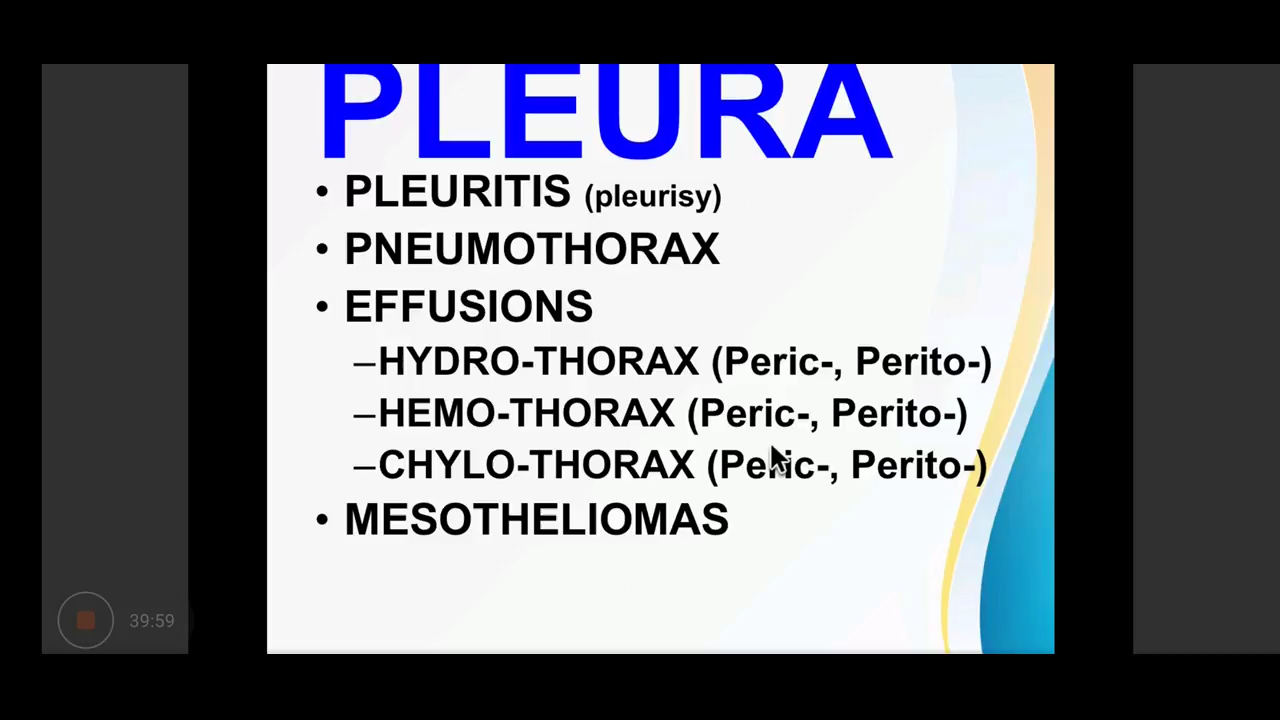 PLEURA
• PLEURITIS (pleurisy)
• PNEUMOTHORAX
• EFFUSIONS
–HYDRO-THORAX (Peric-, Perito-)
–HEMO-THORAX (Peric-, Perito-)
–CHYLO-THORAX (Peric-, Perito-)
• MESOTHELIOMAS
39:59